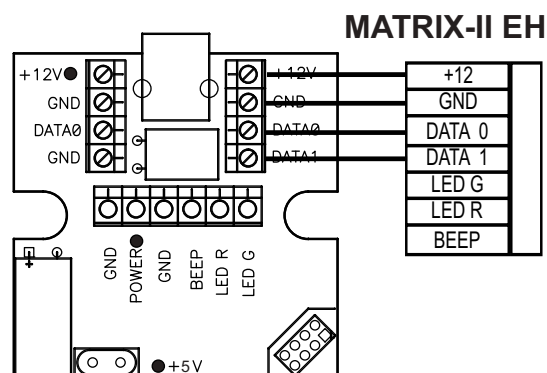 MATRIX-II EH
+12V
GND
DATA0
GND
+12V
GND
DATA0
DATA1
+12
GND
DATA 0
DATA 1
LED G
LED R
BEEP
GND
POWER
GND
BEEP
LED R
LED G
+
+5V